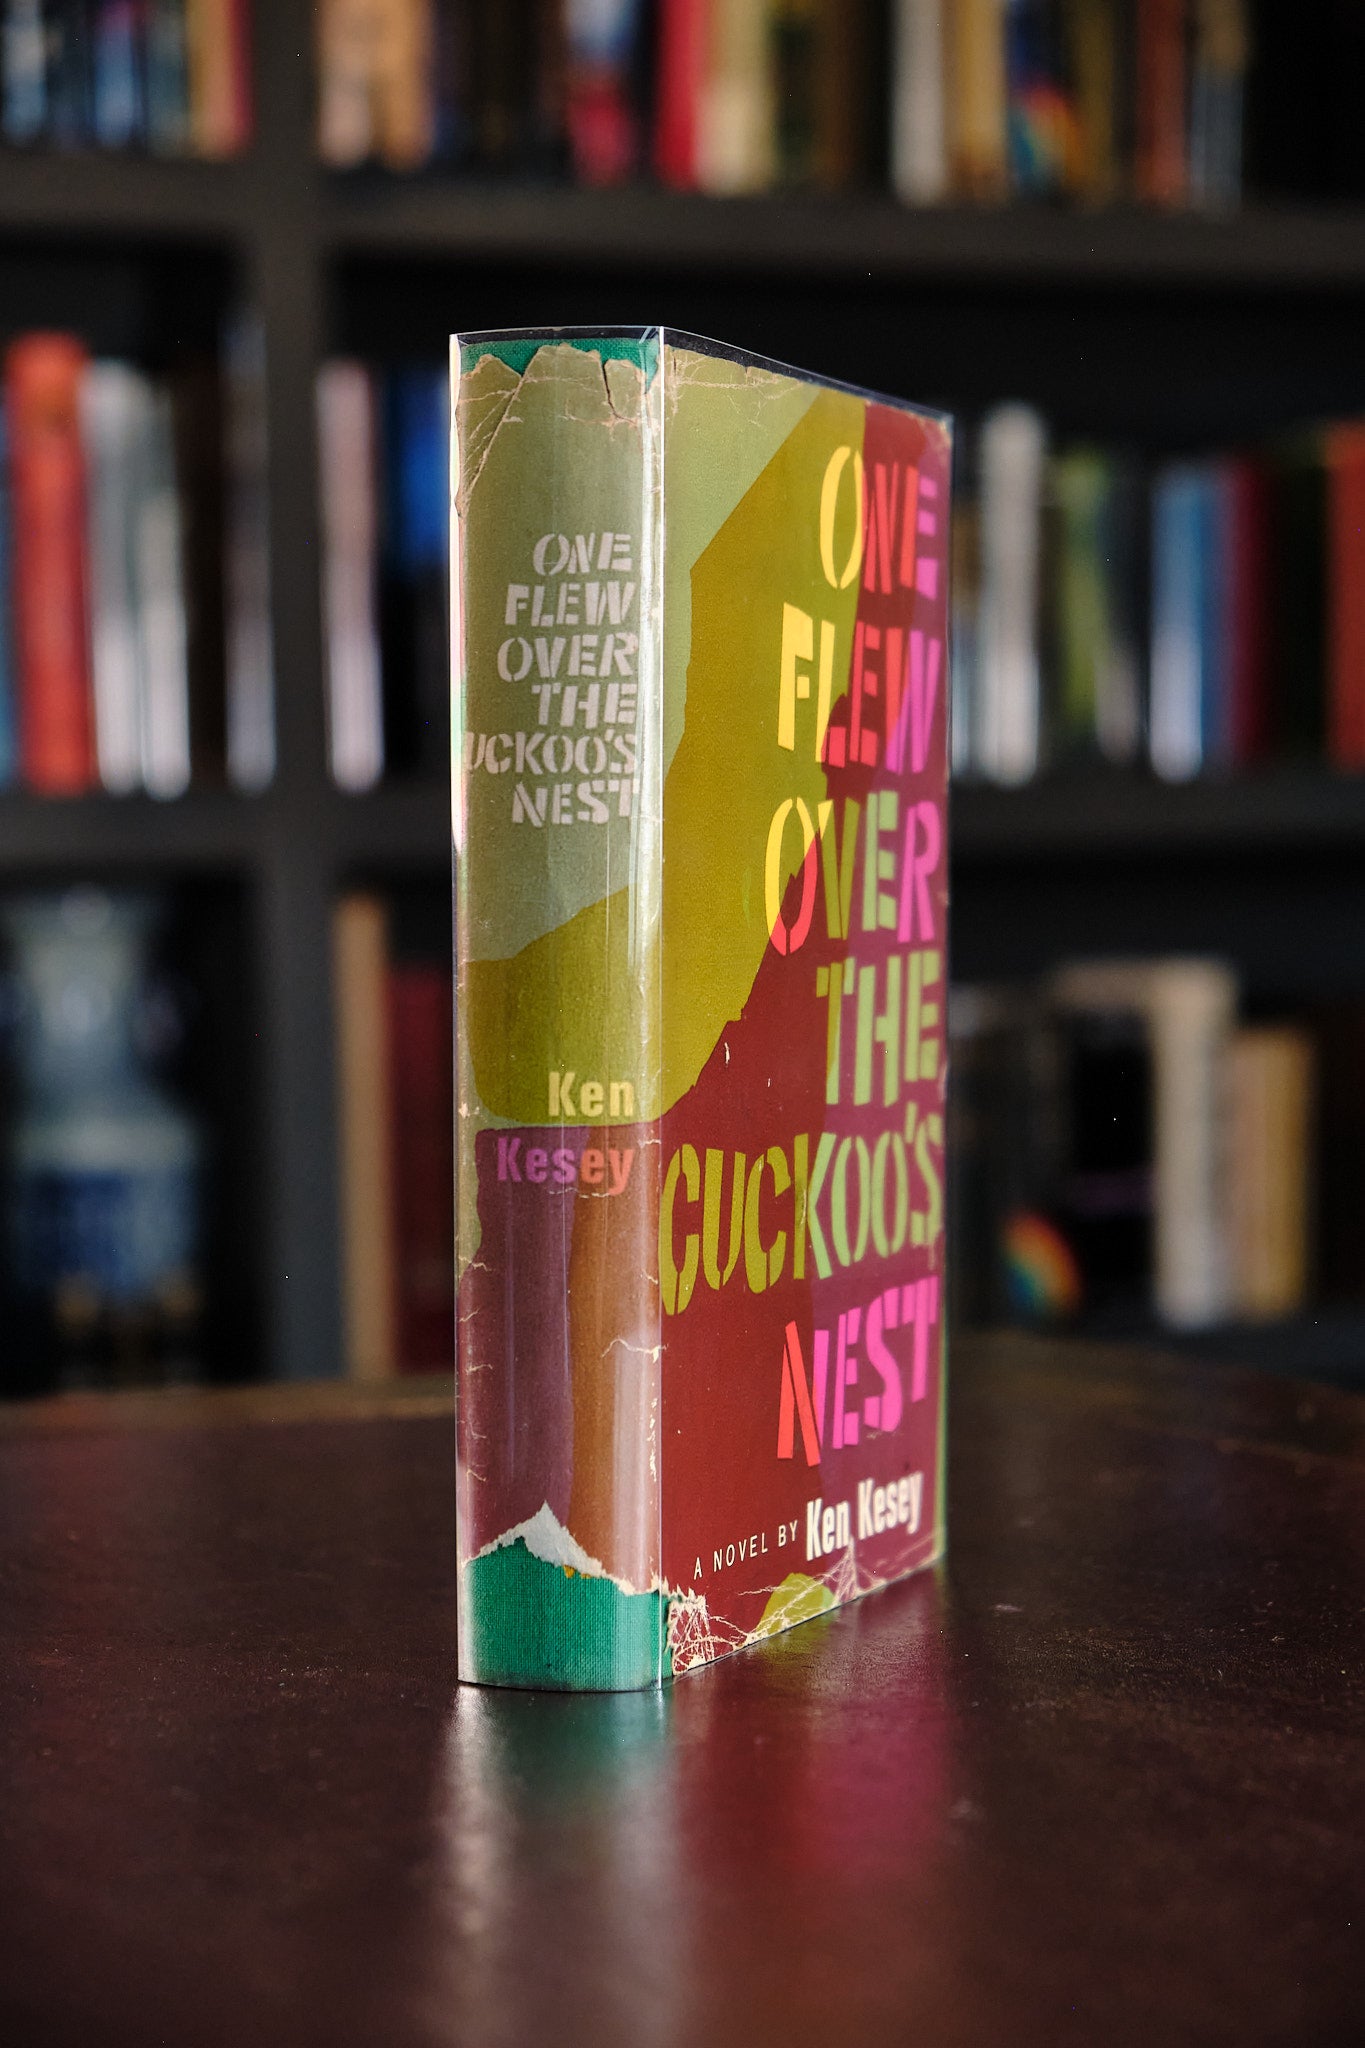 ONE
FLEW
OVER
THE
UCKOO'S
NEST
Ken
Kesey
ONE
FLEW
OVER
THE
CUCKOO'S
NEST
A NOVEL BY Ken Kesey